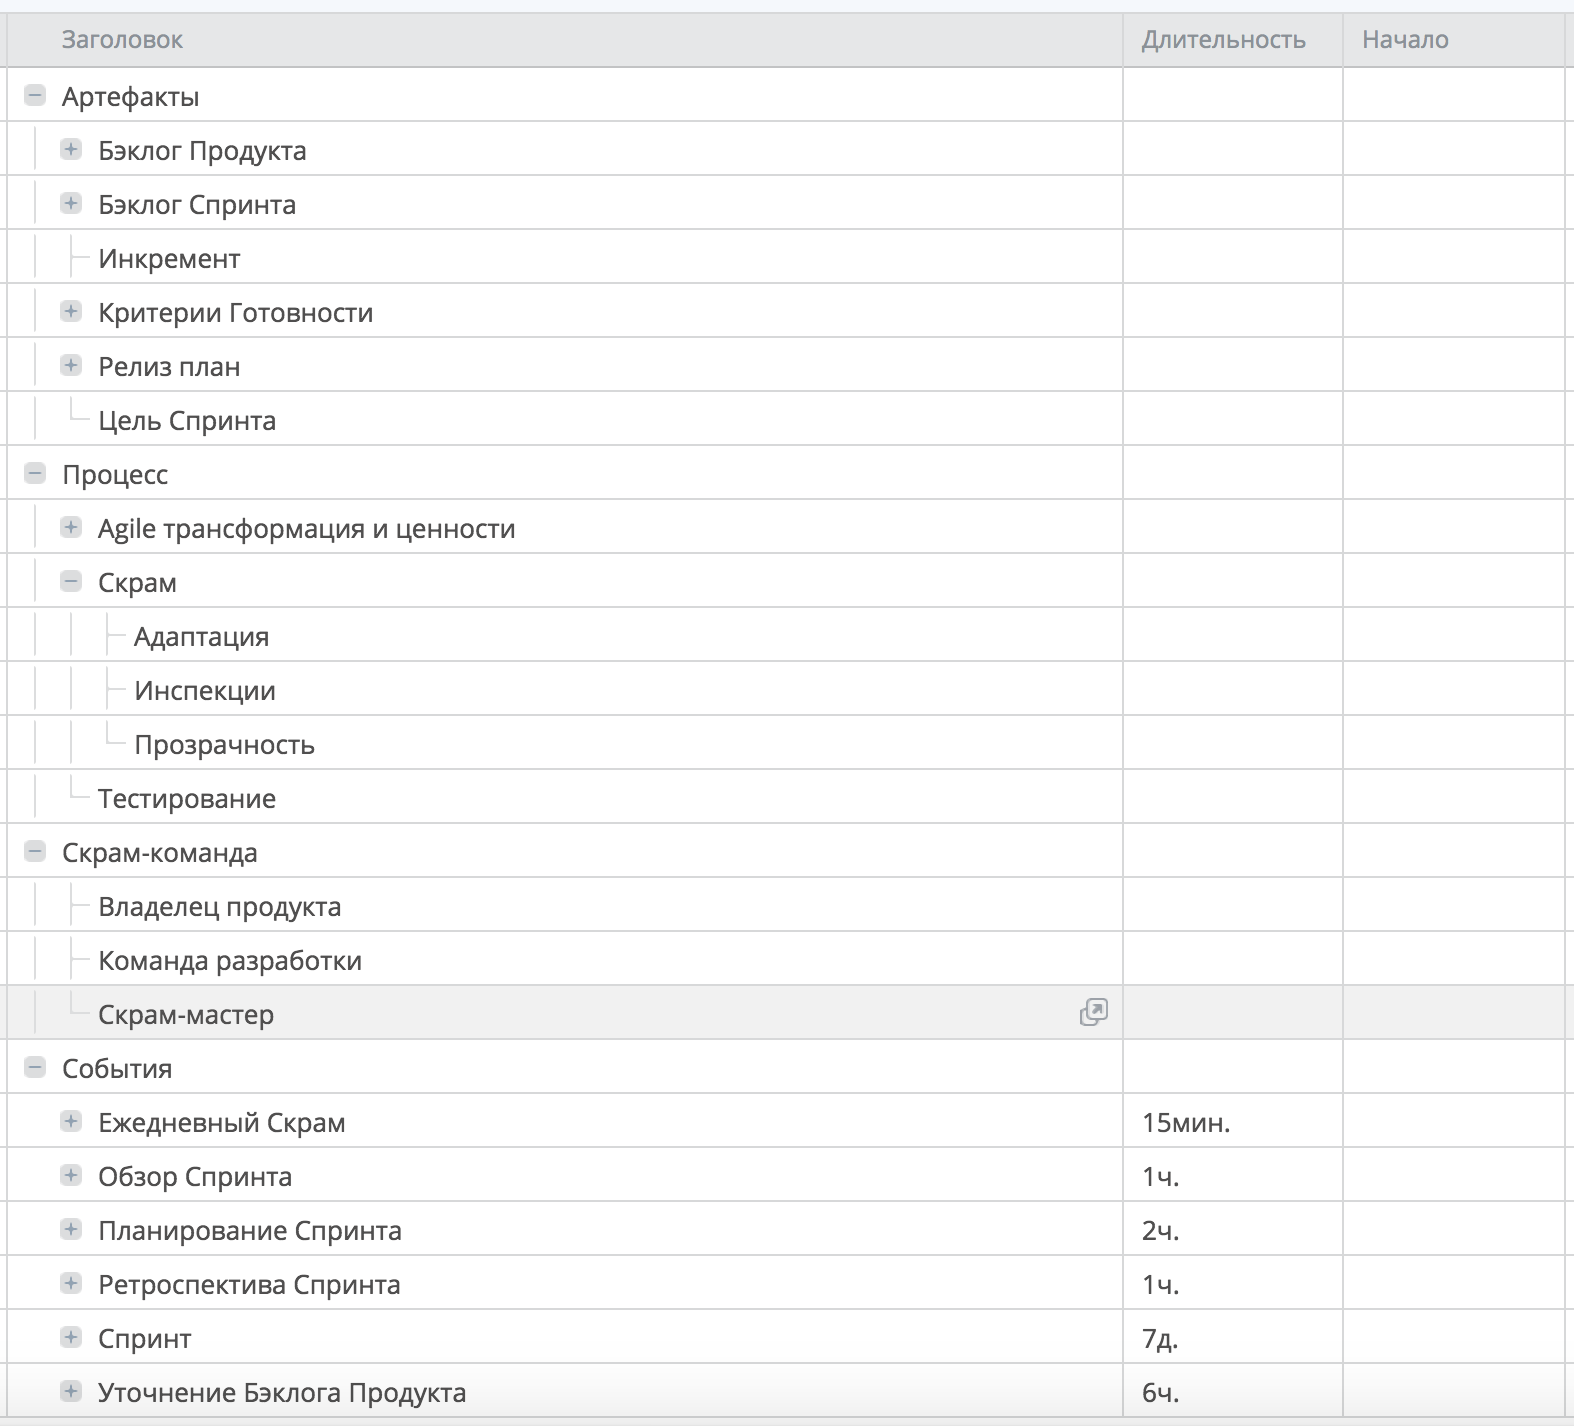 Заголовок Длительность Начало
Артефакты
Бэклог Продукта
Бэклог Спринта
Инкремент
Критерии Готовности
Релиз план
Цель Спринта
Процесс
Agile трансформация и ценности
Скрам
Адаптация
Инспекции
Прозрачность
Тестирование
Скрам-команда
Владелец продукта
Команда разработки
Скрам-мастер
События
Ежедневный Скрам 15мин.
Обзор Спринта 1ч.
Планирование Спринта 2ч.
Ретроспектива Спринта 1ч.
Спринт 7д.
Уточнение Бэклога Продукта 6ч.